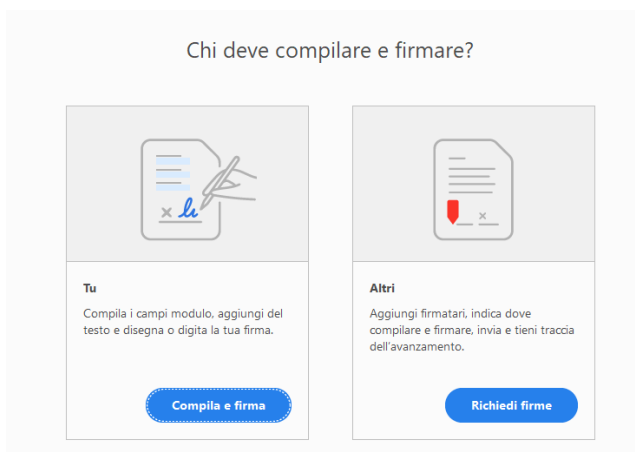 Chi deve compilare e firmare?
Tu
Compila i campi modulo, aggiungi del
testo e disegna o digita la tua firma.
Compila e firma
Altri
Aggiungi firmatari, indica dove
compilare e firmare, invia e tieni traccia
dell'avanzamento.
Richiedi firme